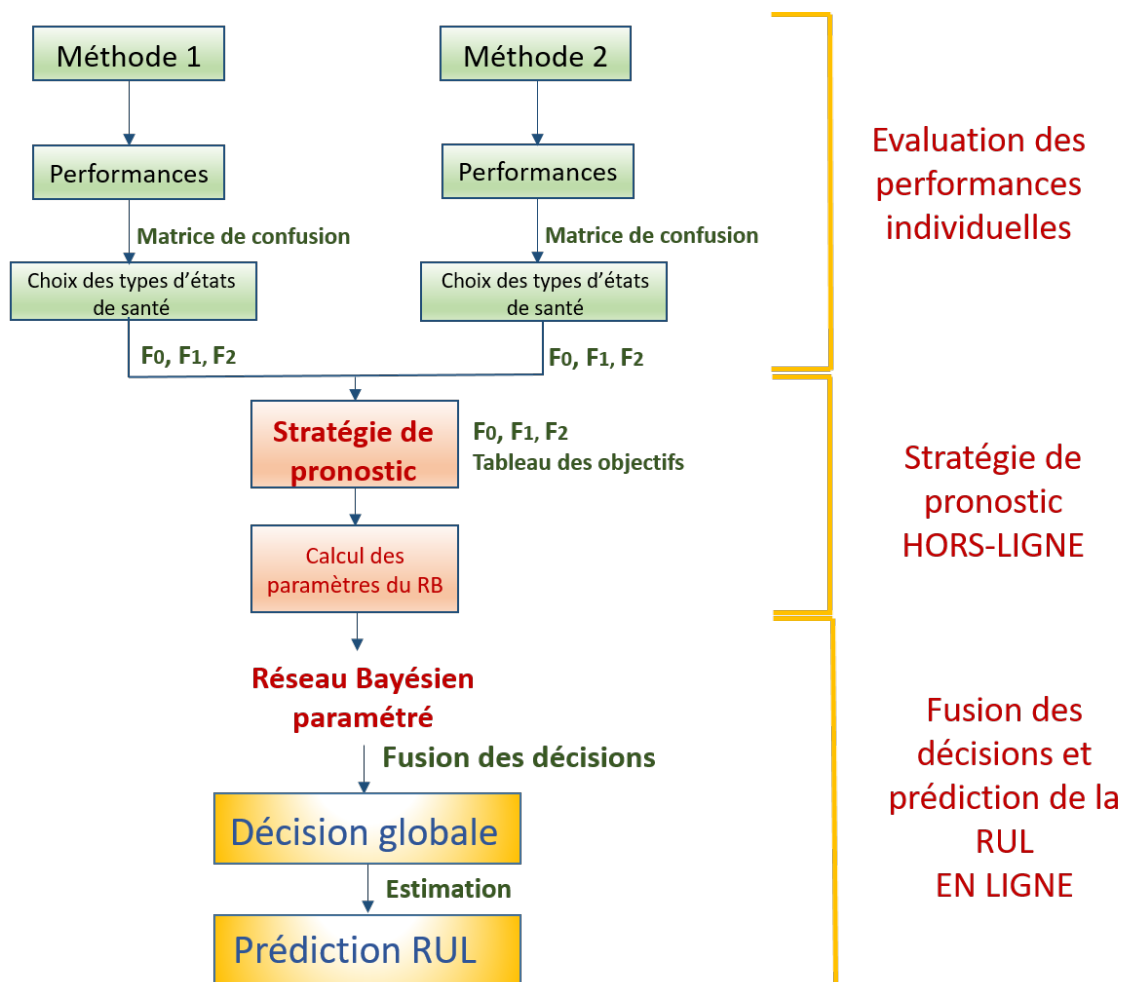 Méthode 1
Méthode 2
Performances
Performances
Matrice de confusion
Matrice de confusion
Choix des types d'états
de santé
Choix des types d'états
de santé
F0, F1, F2
F0, F1, F2
Evaluation des
performances
individuelles
Stratégie de
pronostic
F0, F1, F2
Tableau des objectifs
Calcul des
paramètres du RB
Stratégie de
pronostic
HORS-LIGNE
Réseau Bayésien
paramétré
Fusion des décisions
Décision globale
Estimation
Prédiction RUL
Fusion des
décisions et
prédiction de la
RUL
EN LIGNE